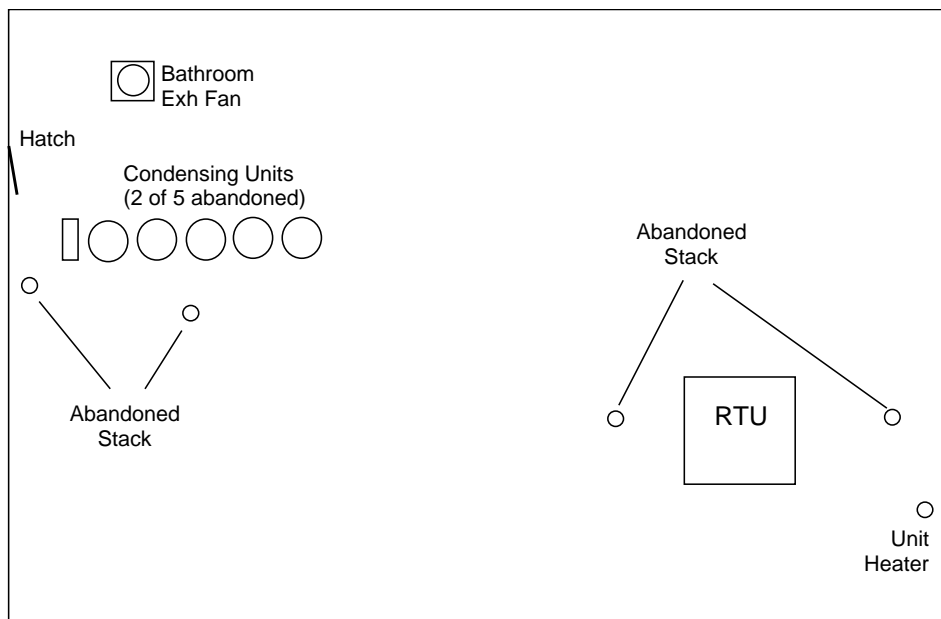 Bathroom
Exh Fan
Hatch
Condensing Units
(2 of 5 abandoned)
Abandoned
Stack
Abandoned
Stack
RTU
Unit
Heater